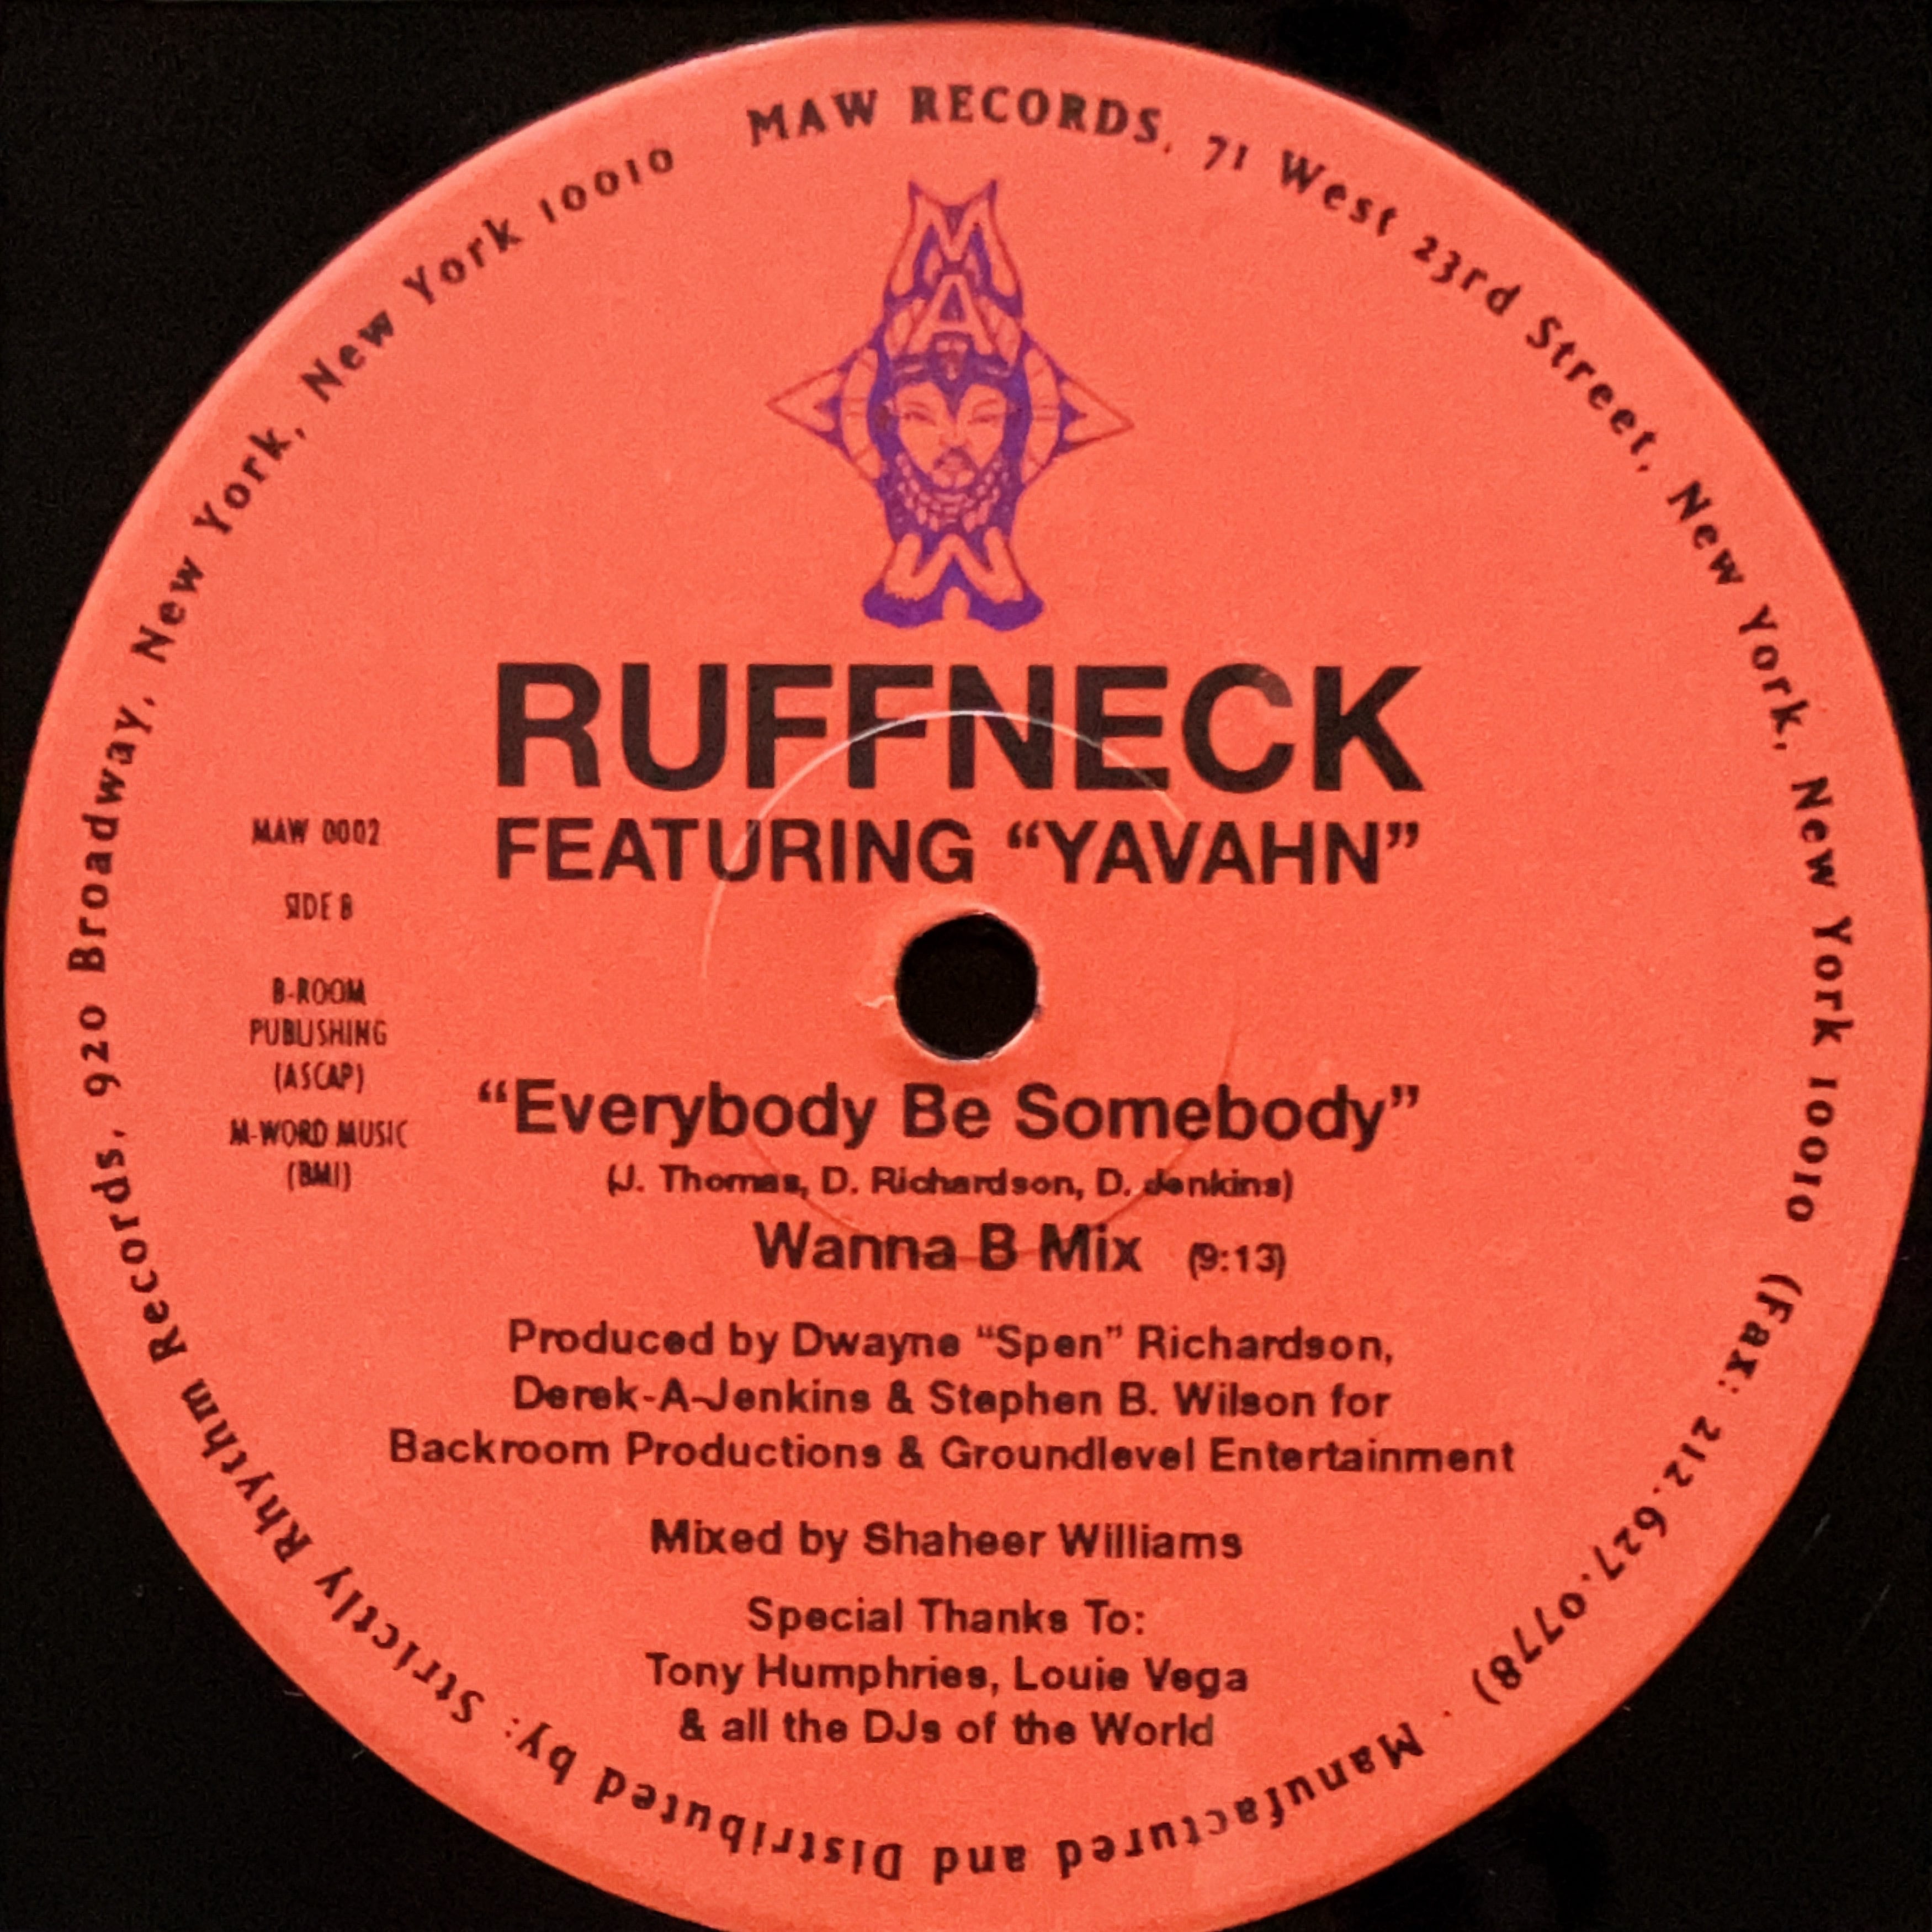 MAW RECORDS, 71 West 23rd Street, New York, New York 10010 (Fax: 212.627.0778) . Manufactured and Distributed by: Strictly Rhythm Records, 920 Broadway, New York, New York 10010
MAW
RUFFNECK
FEATURING “YAVAHN”
MAW 0002
SIDE B
B-ROOM
PUBLISHING
(ASCAP)
M-WORD MUSIC
(BMI)
“Everybody Be Somebody”
(J. Thomas, D. Richardson, D. Jenkins)
Wanna B Mix (9:13)
Produced by Dwayne “Spen” Richardson,
Derek-A-Jenkins & Stephen B. Wilson for
Backroom Productions & Groundlevel Entertainment
Mixed by Shaheer Williams
Special Thanks To:
Tony Humphries, Louie Vega
& all the DJs of the World